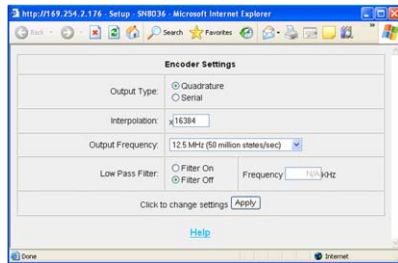 http://169.254.2.176 - Setup - SN8036 - Microsoft Internet Explorer
Back
Search
Favorites
Encoder Settings
Output Type:
Quadrature
Serial
Interpolation:
x 16384
Output Frequency:
12.5 MHz (50 million states/sec)
Low Pass Filter:
Filter On
Filter Off
Frequency N/A KHz
Click to change settings Apply
Help
Done
Internet